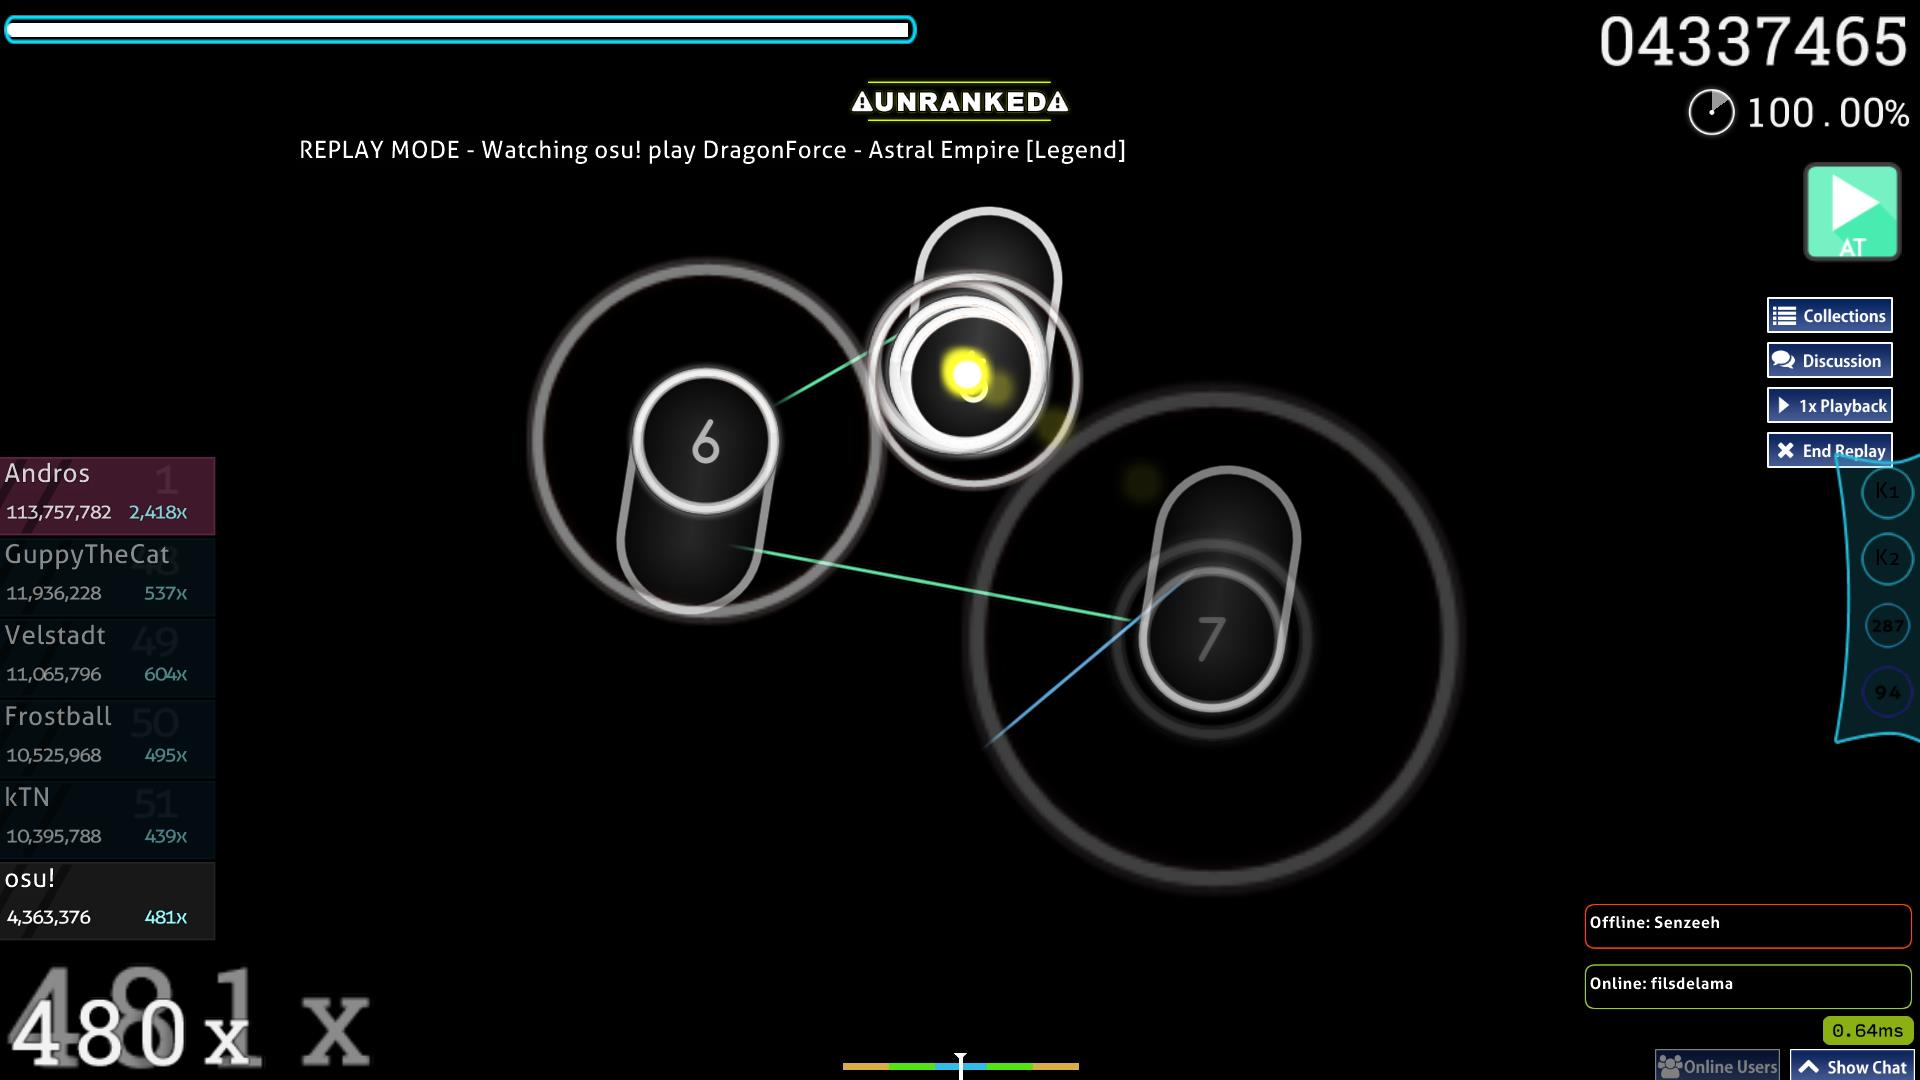 04337465
UNRANKED
100.00%
REPLAY MODE - Watching osu! play DragonForce - Astral Empire [Legend]
AT
Collections
Discussion
1x Playback
End Replay
6
7
K1
K2
287
94
Andros
1
113,757,782 2,418x
GuppyTheCat
48
11,936,228 537x
Velstadt
49
11,065,796 604x
Frostball
50
10,525,968 495x
kTN
51
10,395,788 439x
osu!
4,363,376 481x
481x
480x
Offline: Senzeeh
Online: filsdelama
0.64ms
Online Users
Show Chat